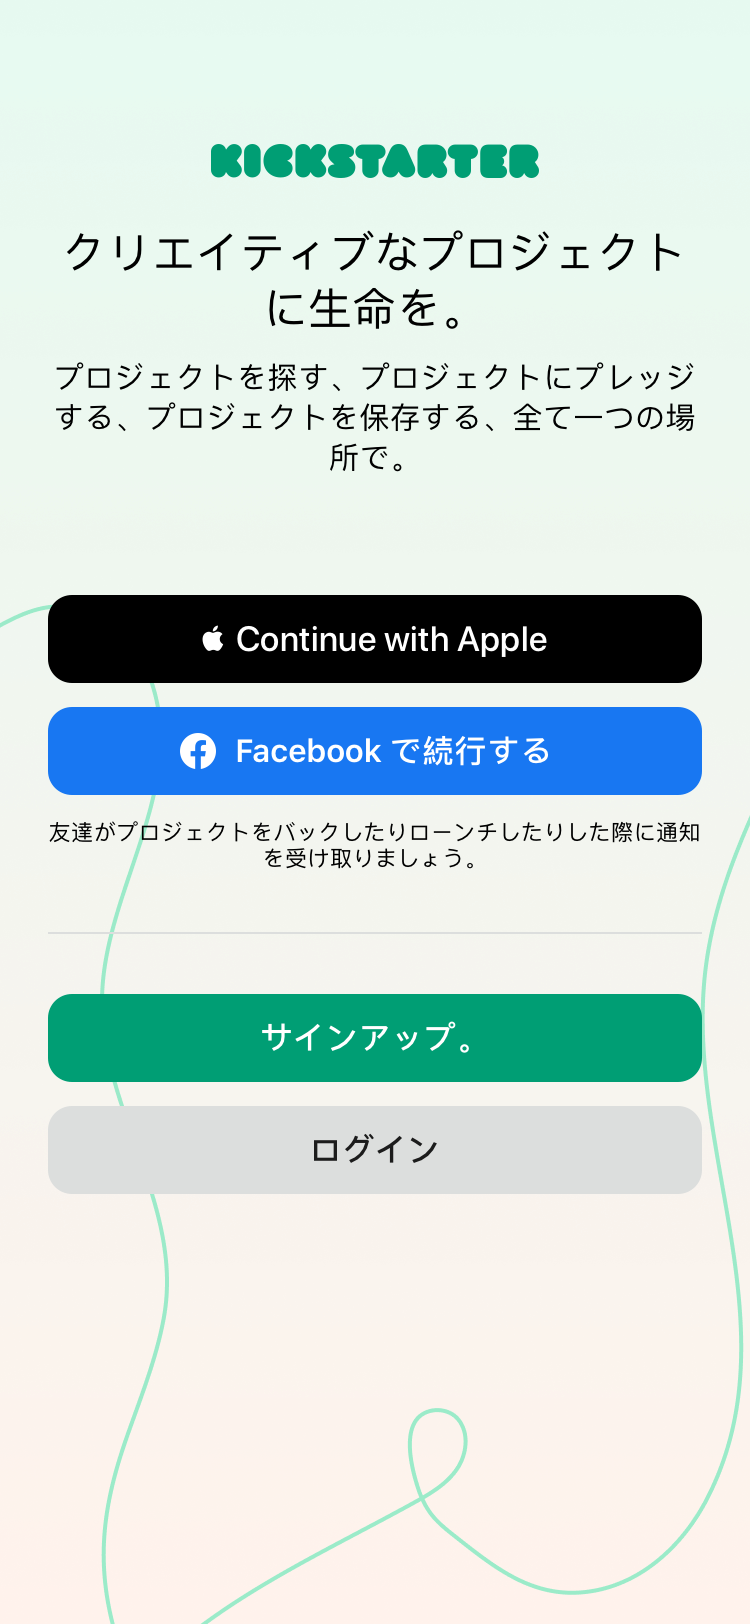 KICKSTARTER
クリエイティブなプロジェクト
に生命を。
プロジェクトを探す、プロジェクトにプレッジ
する、プロジェクトを保存する、全て一つの場
所で。
Continue with Apple
Facebook で続行する
友達がプロジェクトをバックしたりローンチしたりした際に通知
を受け取りましょう。
サインアップ。
ログイン